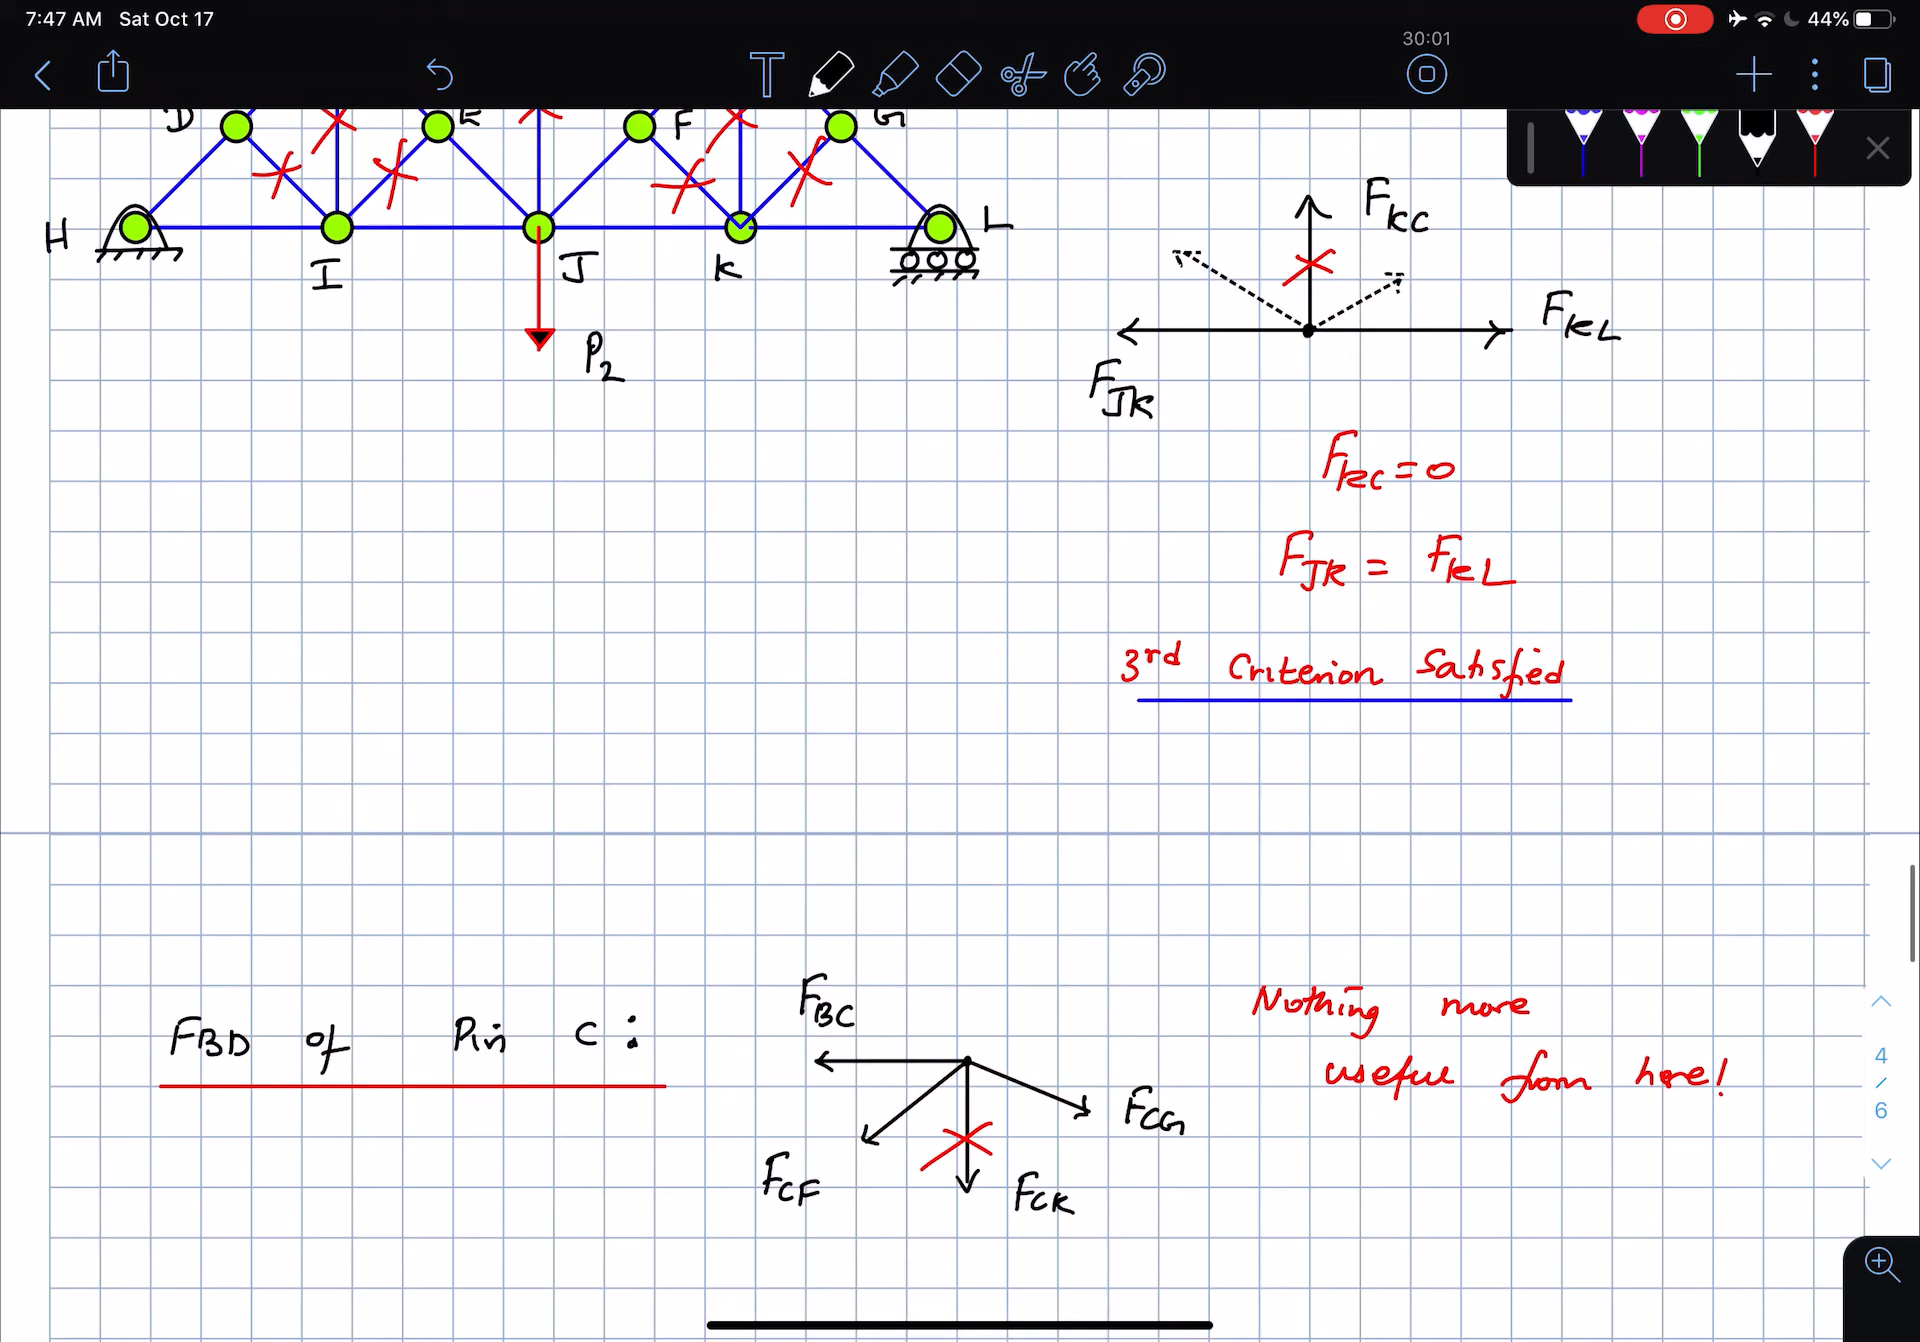 7:47 AM Sat Oct 17
44%
30:01
D E F G
H I J K L
P2
FKC
FKL
FJK
FKC = 0
FJK = FKL
3rd Criterion Satisfied
FBD of Pin C :
FBC
FCG
FCF
FCK
Nothing more
useful from here!
4
/
6